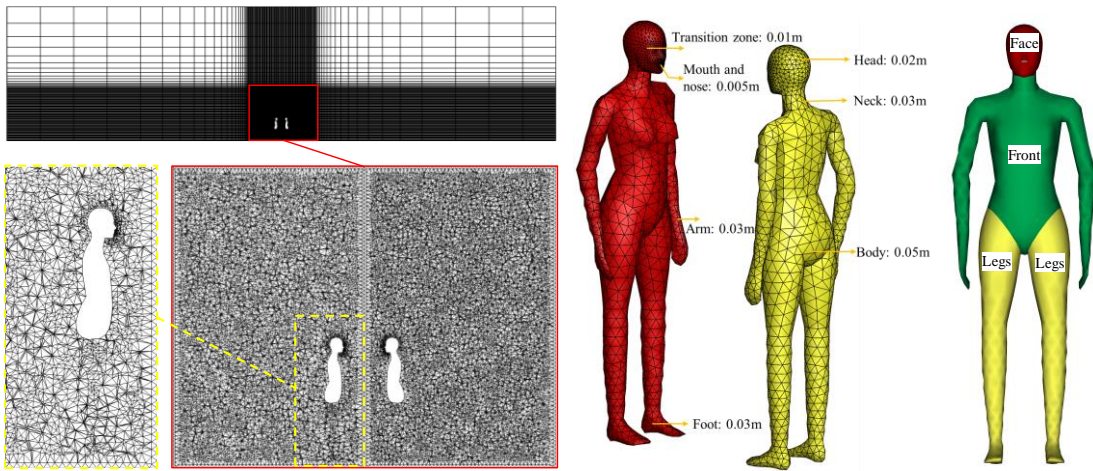 Transition zone: 0.01m
Mouth and
nose: 0.005m
Head: 0.02m
Neck: 0.03m
Arm: 0.03m
Body: 0.05m
Foot: 0.03m
Face
Front
Legs
Legs